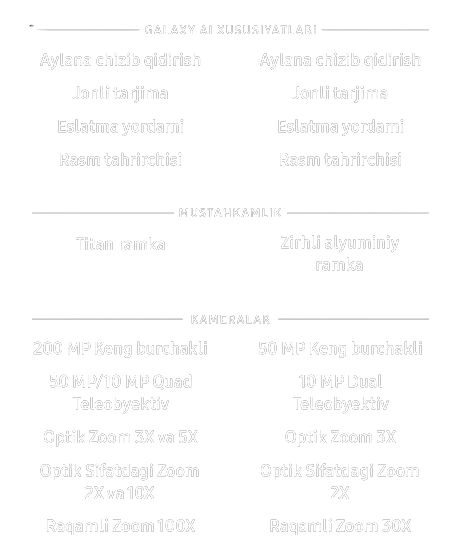 GALAXY AI XUSUSIYATLARI
Aylana chizib qidirish Aylana chizib qidirish
Jonli tarjima Jonli tarjima
Eslatma yordami Eslatma yordami
Rasm tahrirchisi Rasm tahrirchisi
MUSTAHKAMLIK
Titan ramka Zirhli alyuminiy
ramka
KAMERALAR
200 MP Keng burchakli 50 MP Keng burchakli
50 MP/10 MP Quad 10 MP Dual
Teleobyektiv Teleobyektiv
Optik Zoom 3X va 5X Optik Zoom 3X
Optik Sifatdagi Zoom Optik Sifatdagi Zoom
2X va 10X 2X
Raqamli Zoom 100X Raqamli Zoom 30X